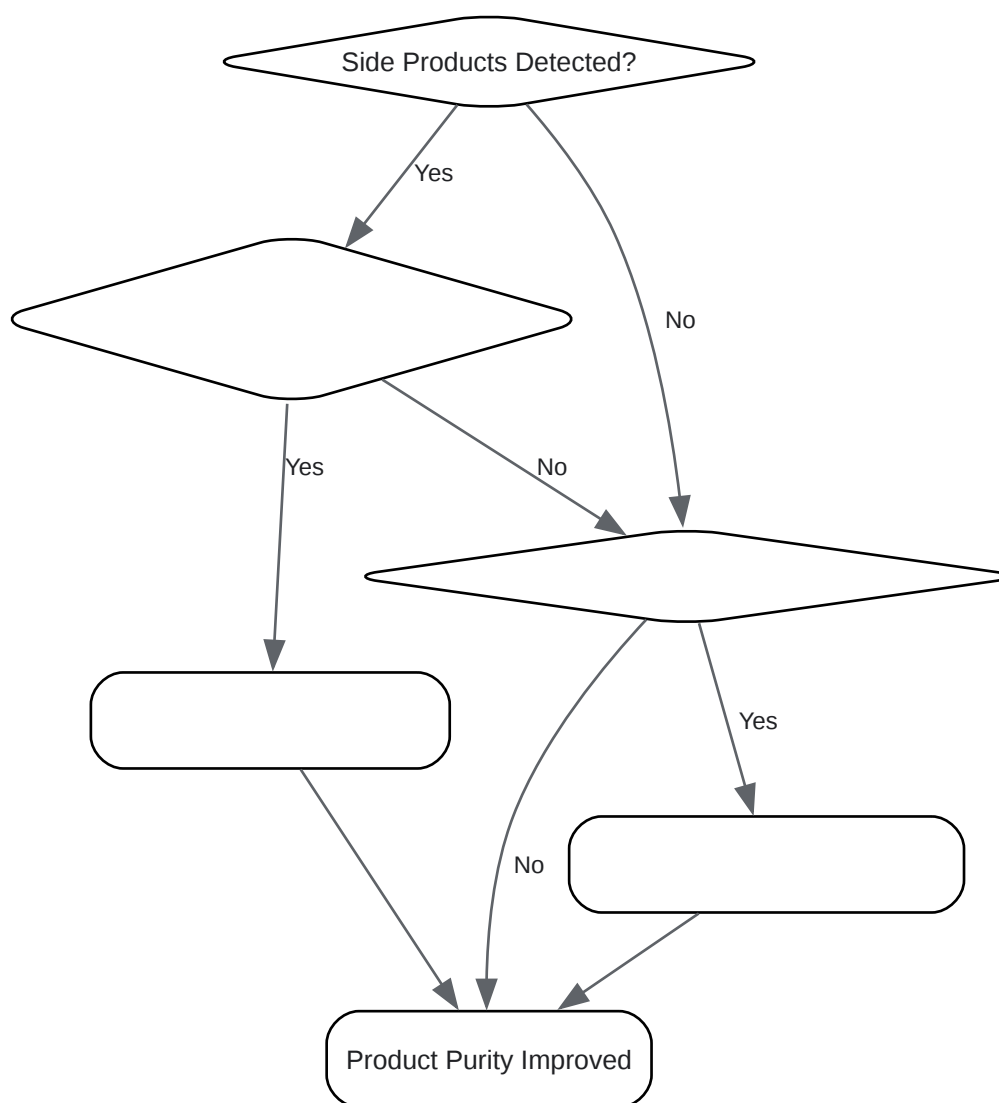 Side Products Detected?
Yes
No
Yes
No
Yes
No
Product Purity Improved